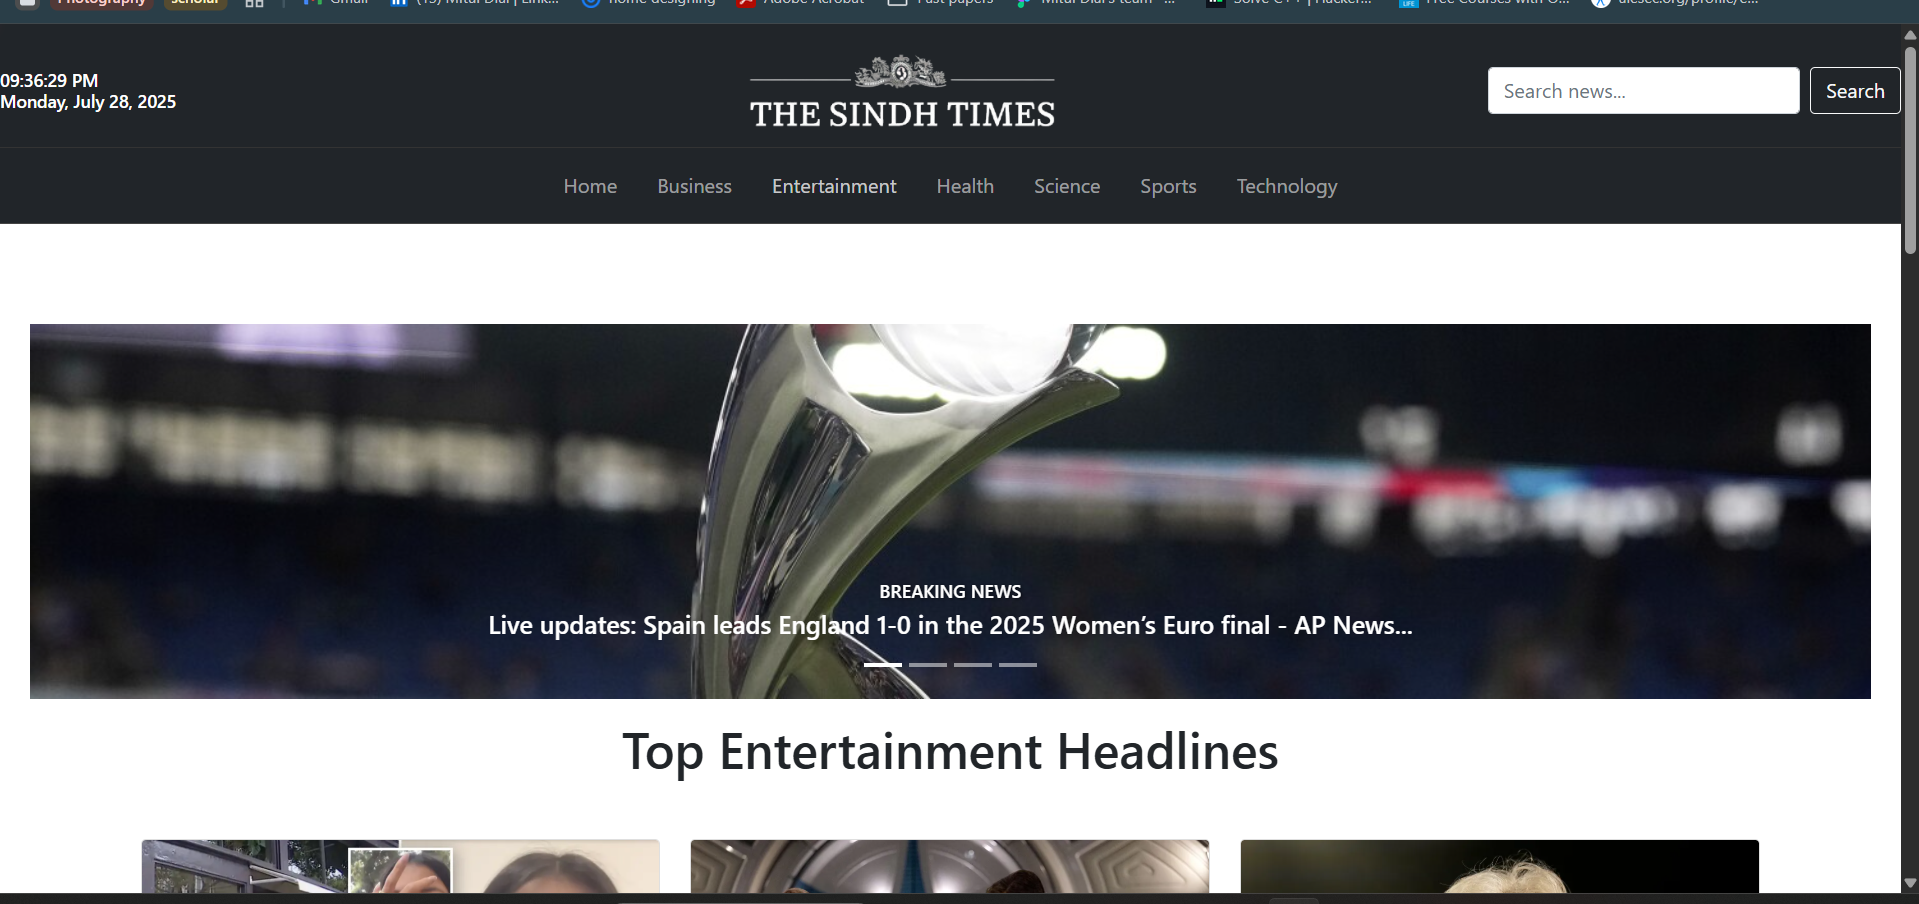 Photography
scholar
Gmail
(15) Mitul Dial | Link...
home designing
Adobe Acrobat
Past papers
Mitul Dial's team - ...
Solve C++ | Hacker...
Free Courses with O...
aiesec.org/profile/e...
09:36:29 PM
Monday, July 28, 2025
THE SINDH TIMES
Search news...
Search
Home
Business
Entertainment
Health
Science
Sports
Technology
BREAKING NEWS
Live updates: Spain leads England 1-0 in the 2025 Women’s Euro final - AP News...
Top Entertainment Headlines